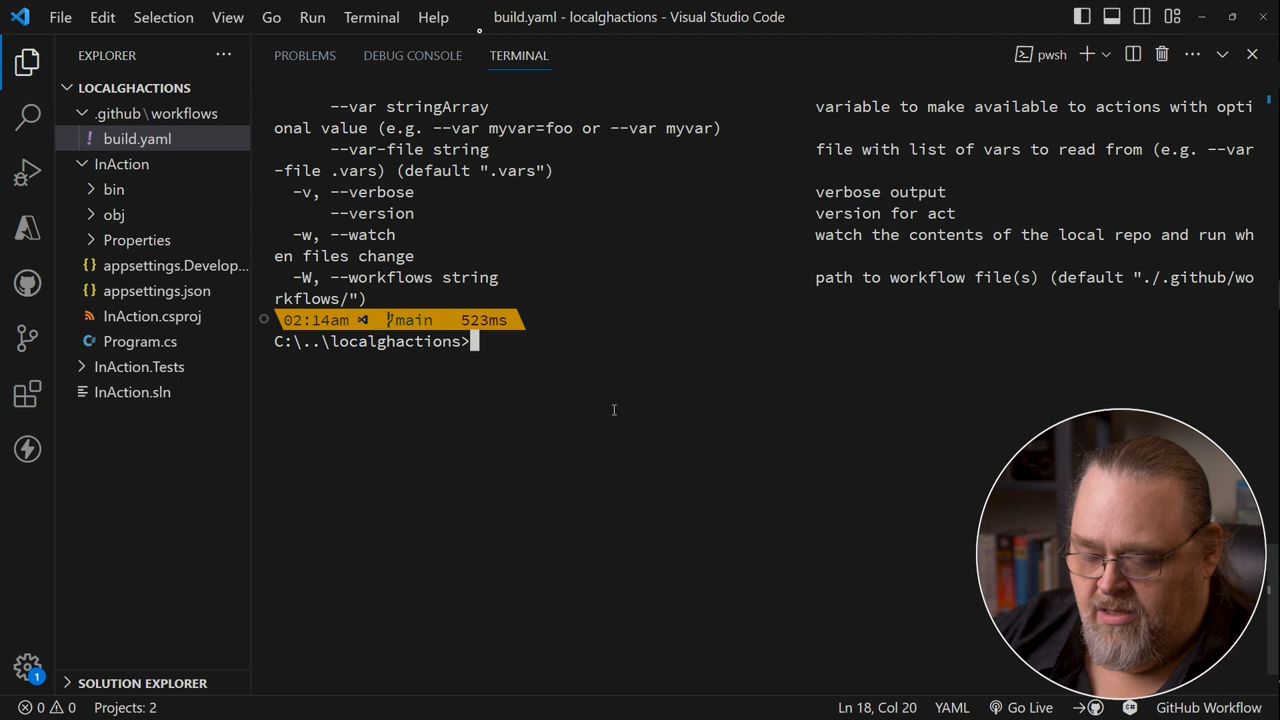 File Edit Selection View Go Run Terminal Help build.yaml - localghactions - Visual Studio Code
EXPLORER ...
PROBLEMS DEBUG CONSOLE TERMINAL pwsh
LOCALGHACTIONS
.github\workflows
! build.yaml
InAction
bin
obj
Properties
{} appsettings.Develop...
{} appsettings.json
InAction.csproj
Program.cs
InAction.Tests
InAction.sln
SOLUTION EXPLORER
--var stringArray variable to make available to actions with opti
onal value (e.g. --var myvar=foo or --var myvar)
--var-file string file with list of vars to read from (e.g. --var
-file .vars) (default ".vars")
-v, --verbose verbose output
--version version for act
-w, --watch watch the contents of the local repo and run wh
en files change
-W, --workflows string path to workflow file(s) (default "./.github/wo
rkflows/")
02:14am main 523ms
C:\..\localghactions>
1
0 0 Projects: 2 Ln 18, Col 20 YAML Go Live C# GitHub Workflow